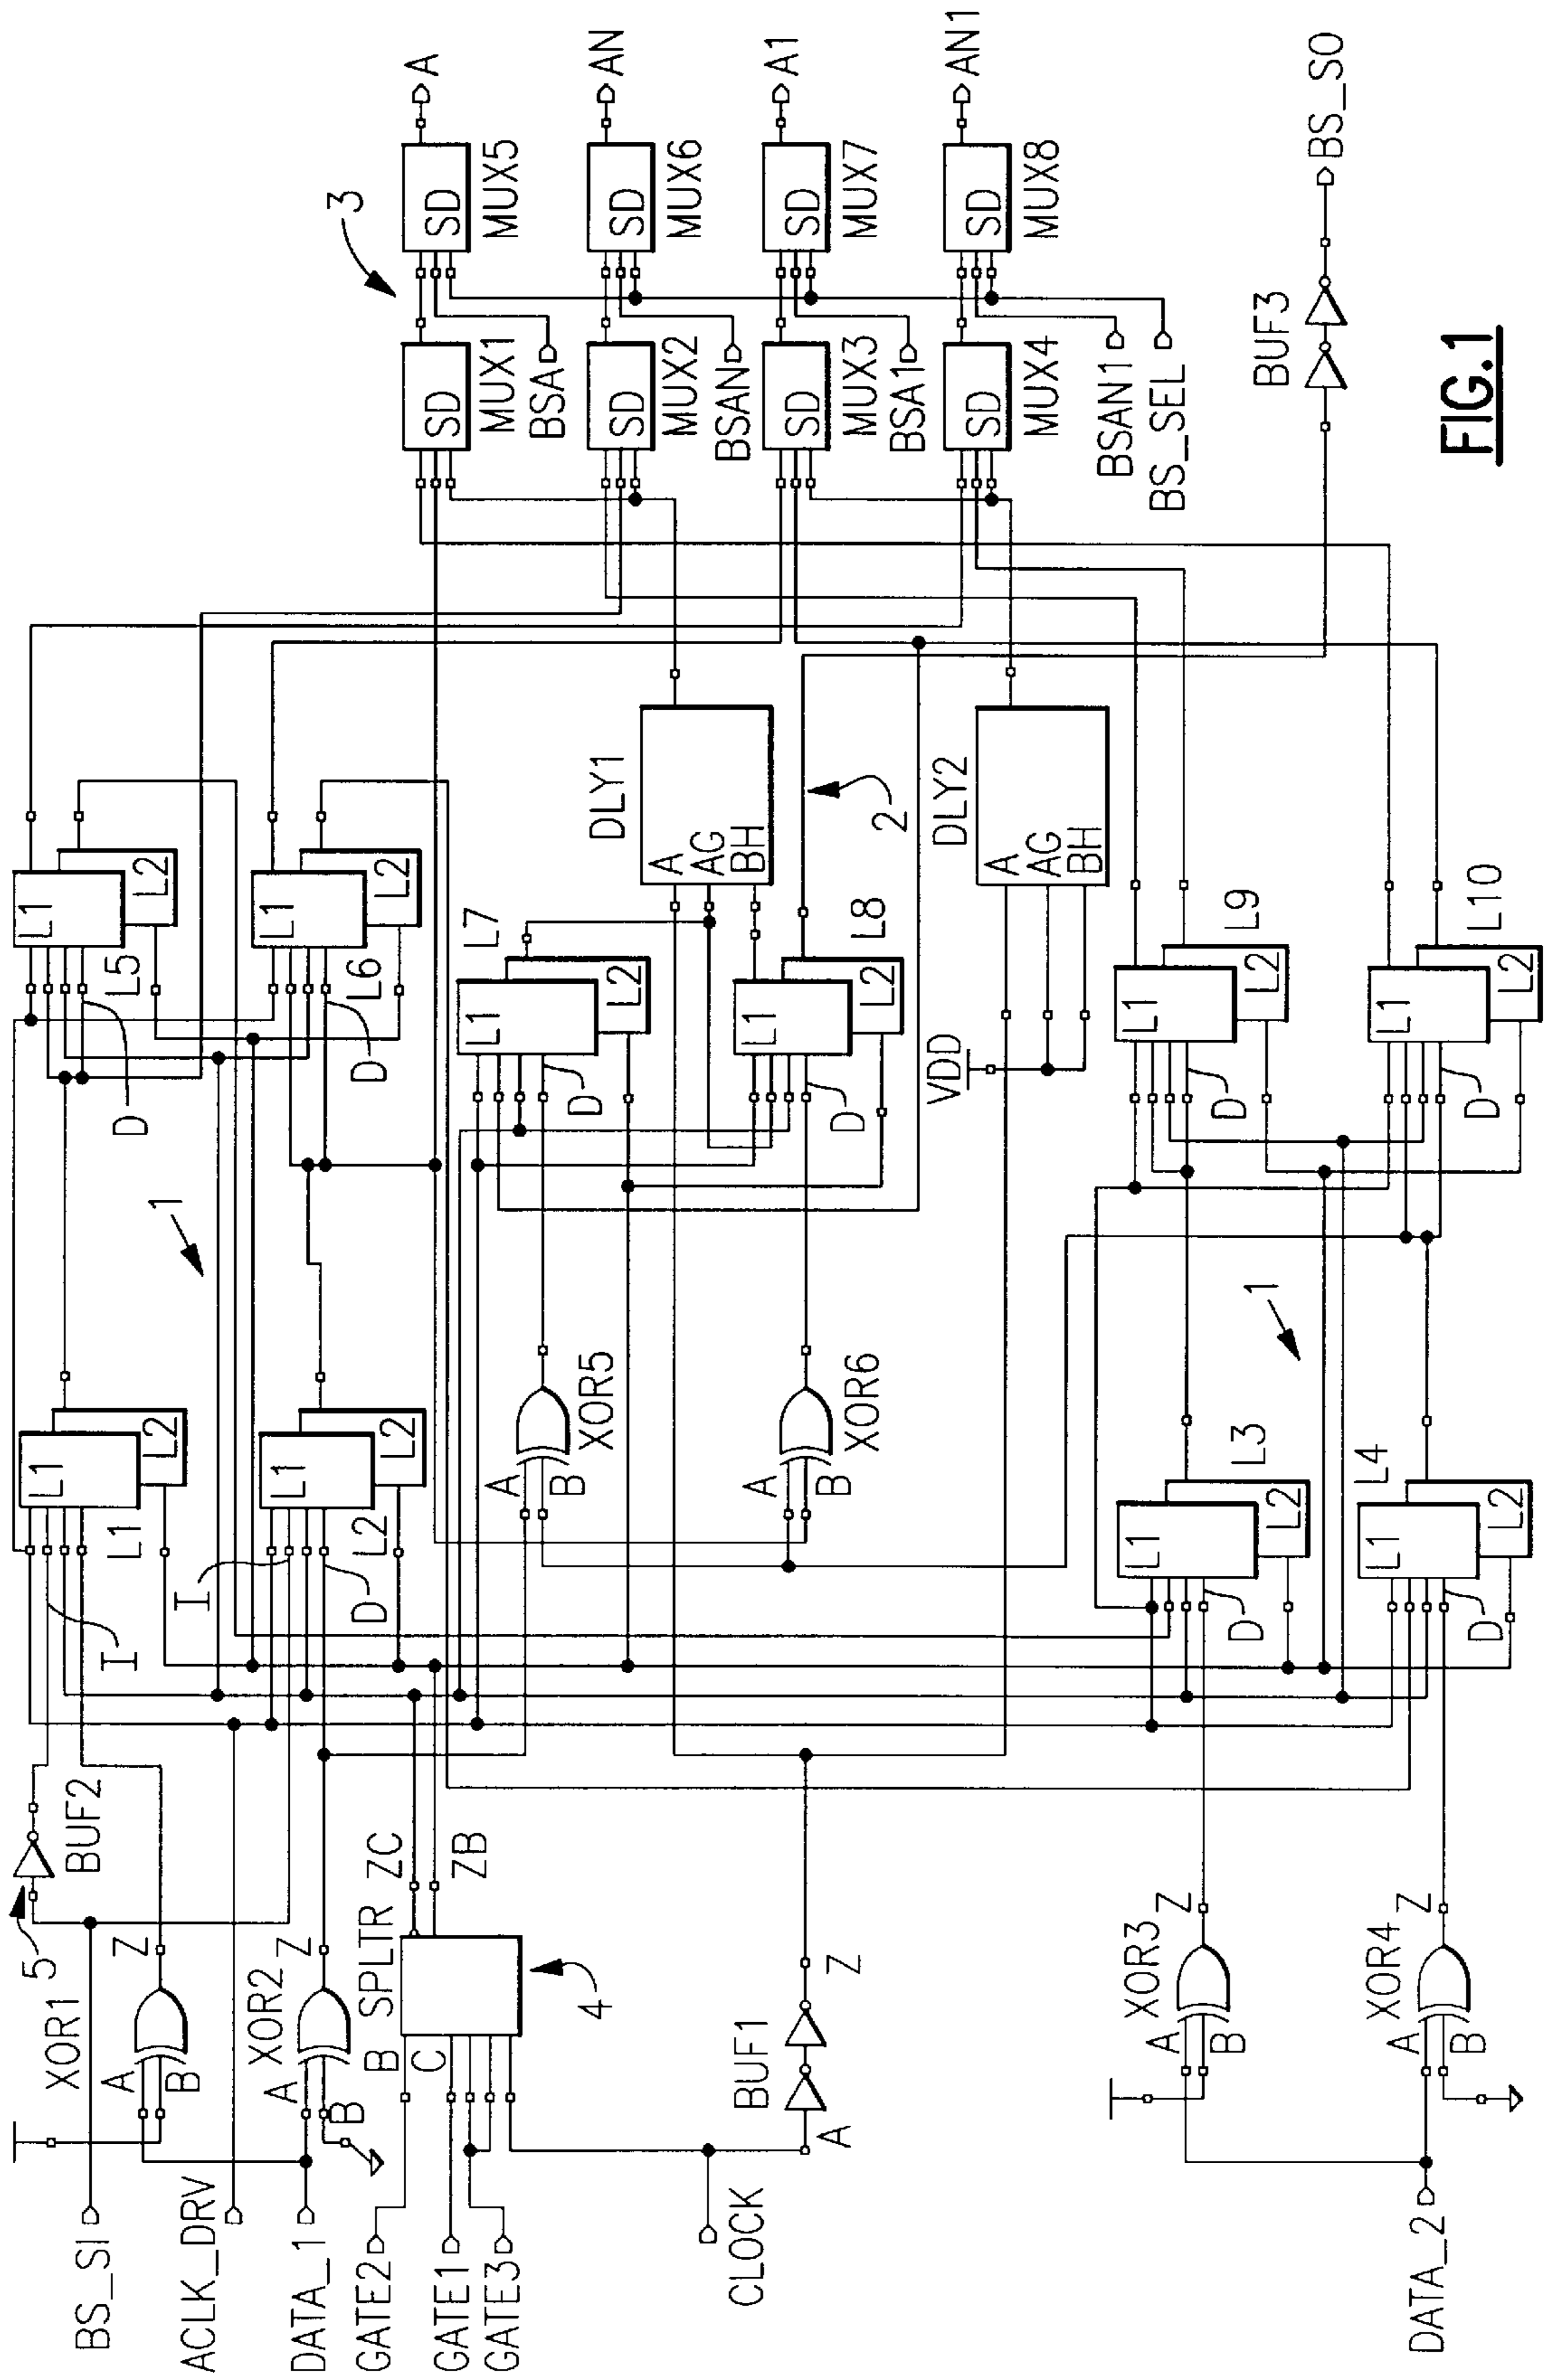 BS_SI
ACLK_DRV
DATA_1
GATE2
GATE1
GATE3
CLOCK
DATA_2
5
BUF2
XOR1
A
B
Z
XOR2
A
B
Z
SPLTR
B
C
ZC
ZB
4
BUF1
A
Z
XOR3
A
B
Z
XOR4
A
B
Z
I
I
L1
L2
L1
L1
L2
L2
D
1
XOR5
A
B
XOR6
A
B
L1
L2
L3
D
L1
L2
L4
D
1
L1
L2
L5
D
L1
L2
L6
D
L1
L2
L7
D
L1
L2
L8
D
DLY1
A
AG
BH
2
DLY2
A
AG
BH
VDD
L1
L2
L9
D
L1
L2
L10
D
3
SD
MUX1
BSA
SD
MUX2
BSAN
SD
MUX3
BSA1
SD
MUX4
BSAN1
BS_SEL
SD
MUX5
A
SD
MUX6
AN
SD
MUX7
A1
SD
MUX8
AN1
BUF3
BS_SO
FIG.1